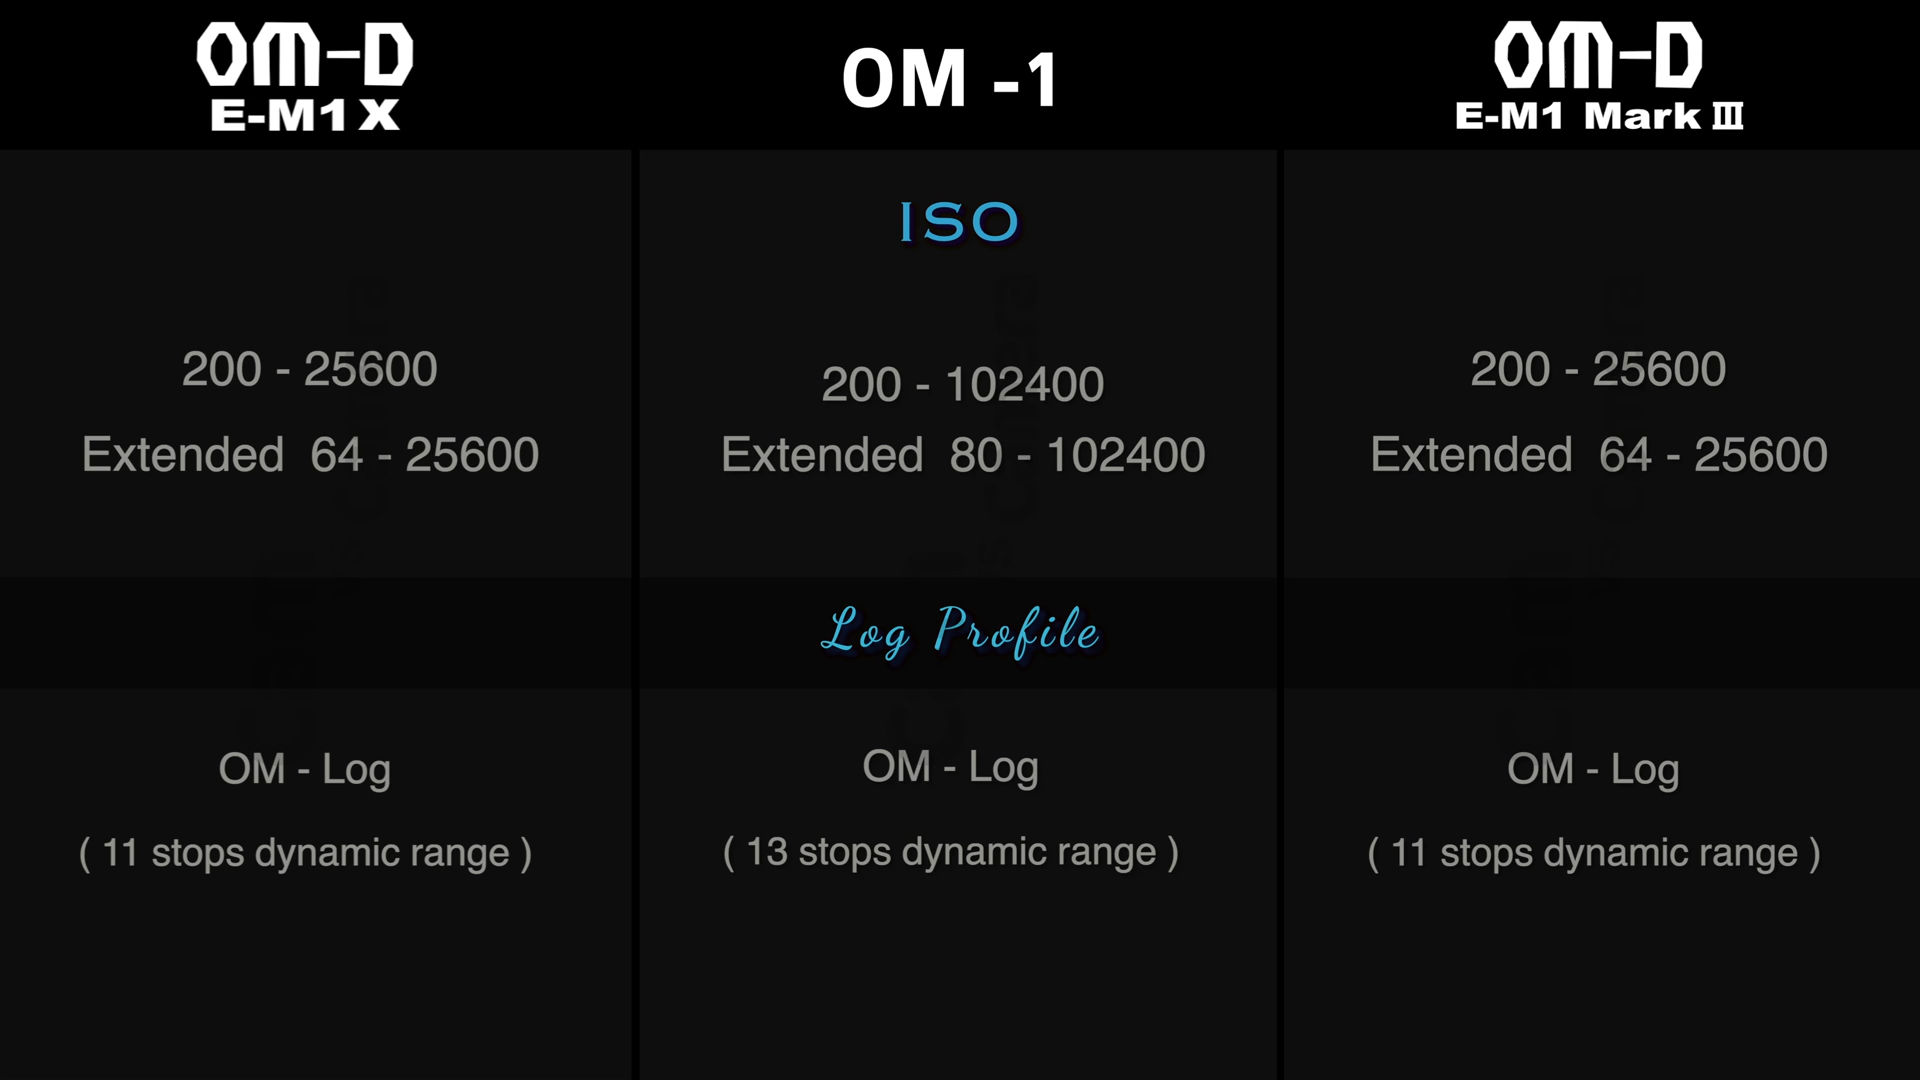 OM-D
E-M1X
OM -1
OM-D
E-M1 Mark III
ISO
200 - 25600
Extended 64 - 25600
200 - 102400
Extended 80 - 102400
200 - 25600
Extended 64 - 25600
Log Profile
OM - Log
( 11 stops dynamic range )
OM - Log
( 13 stops dynamic range )
OM - Log
( 11 stops dynamic range )